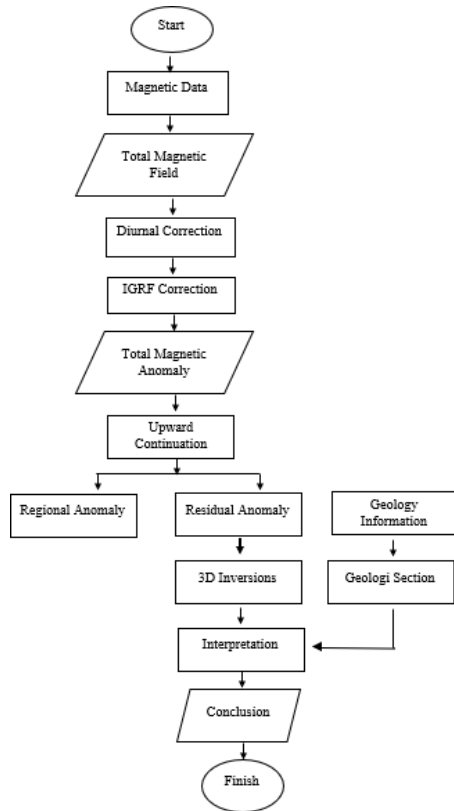 Start
Magnetic Data
Total Magnetic
Field
Diurnal Correction
IGRF Correction
Total Magnetic
Anomaly
Upward
Continuation
Regional Anomaly
Residual Anomaly
Geology
Information
3D Inversions
Geologi Section
Interpretation
Conclusion
Finish